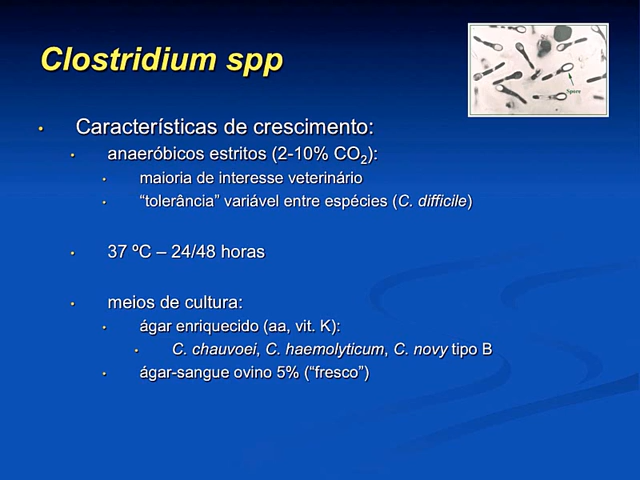 Clostridium spp
Spore
• Características de crescimento:
• anaeróbicos estritos (2-10% CO₂):
• maioria de interesse veterinário
• “tolerância” variável entre espécies (C. difficile)
• 37 ºC – 24/48 horas
• meios de cultura:
• ágar enriquecido (aa, vit. K):
• C. chauvoei, C. haemolyticum, C. novy tipo B
• ágar-sangue ovino 5% (“fresco”)